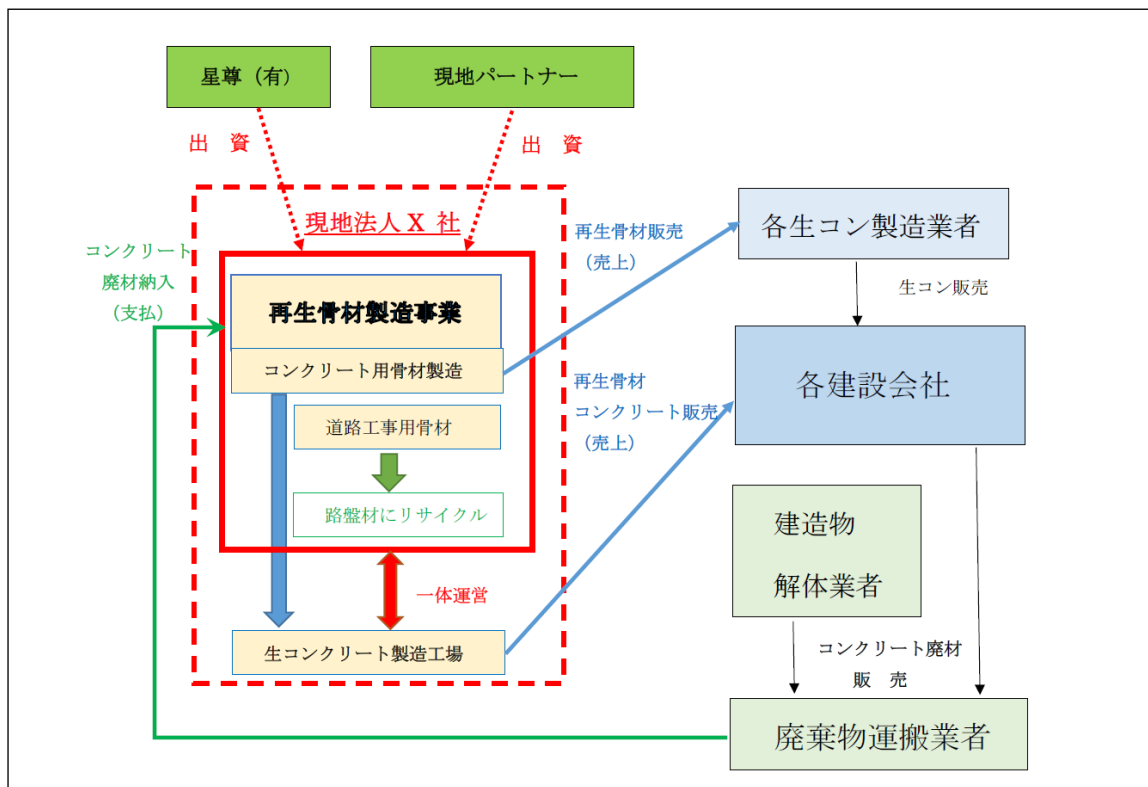 星尊（有）
現地パートナー
出　資
出　資
現地法人 X 社
コンクリート
廃材納入
（支払）
再生骨材製造事業
コンクリート用骨材製造
道路工事用骨材
路盤材にリサイクル
一体運営
生コンクリート製造工場
再生骨材販売
（売上）
再生骨材
コンクリート販売
（売上）
各生コン製造業者
生コン販売
各建設会社
建造物
解体業者
コンクリート廃材
販　売
廃棄物運搬業者